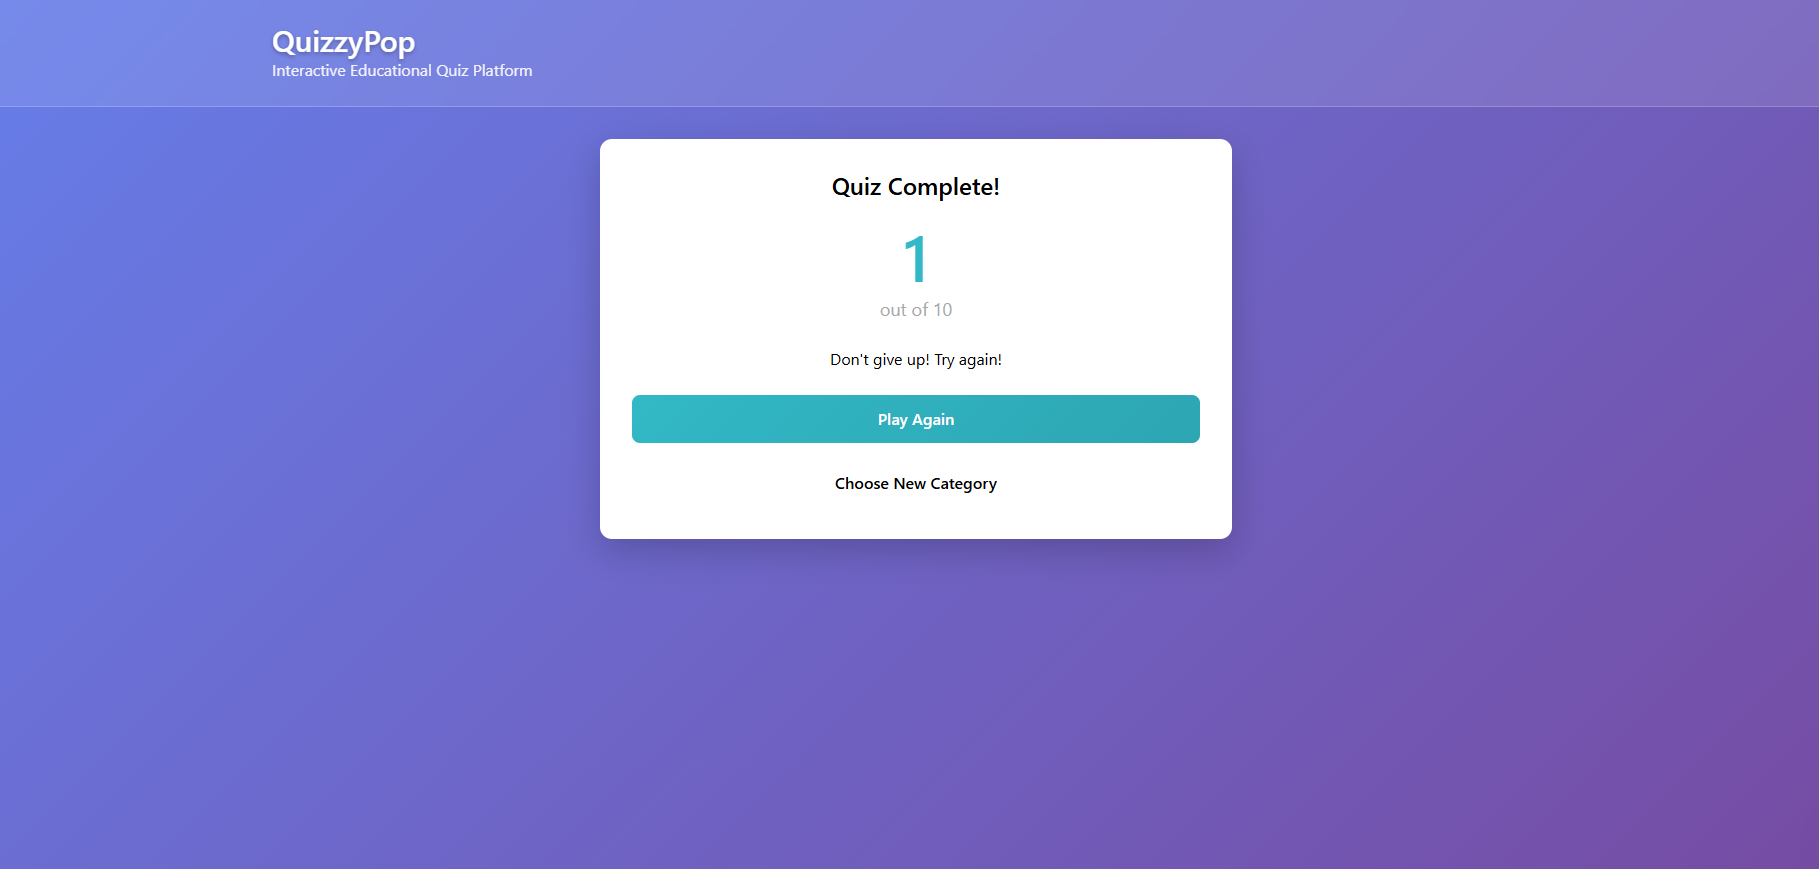 QuizzyPop
Interactive Educational Quiz Platform
Quiz Complete!
1
out of 10
Don't give up! Try again!
Play Again
Choose New Category